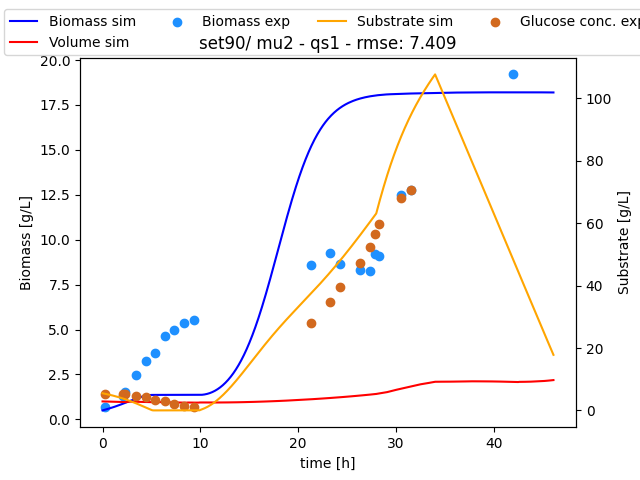 Biomass sim
Biomass exp
Substrate sim
Glucose conc. exp
Volume sim
set90/ mu2 - qs1 - rmse: 7.409
20.0
17.5
15.0
12.5
10.0
7.5
5.0
2.5
0.0
Biomass [g/L]
100
80
60
40
20
0
Substrate [g/L]
0
10
20
30
40
time [h]